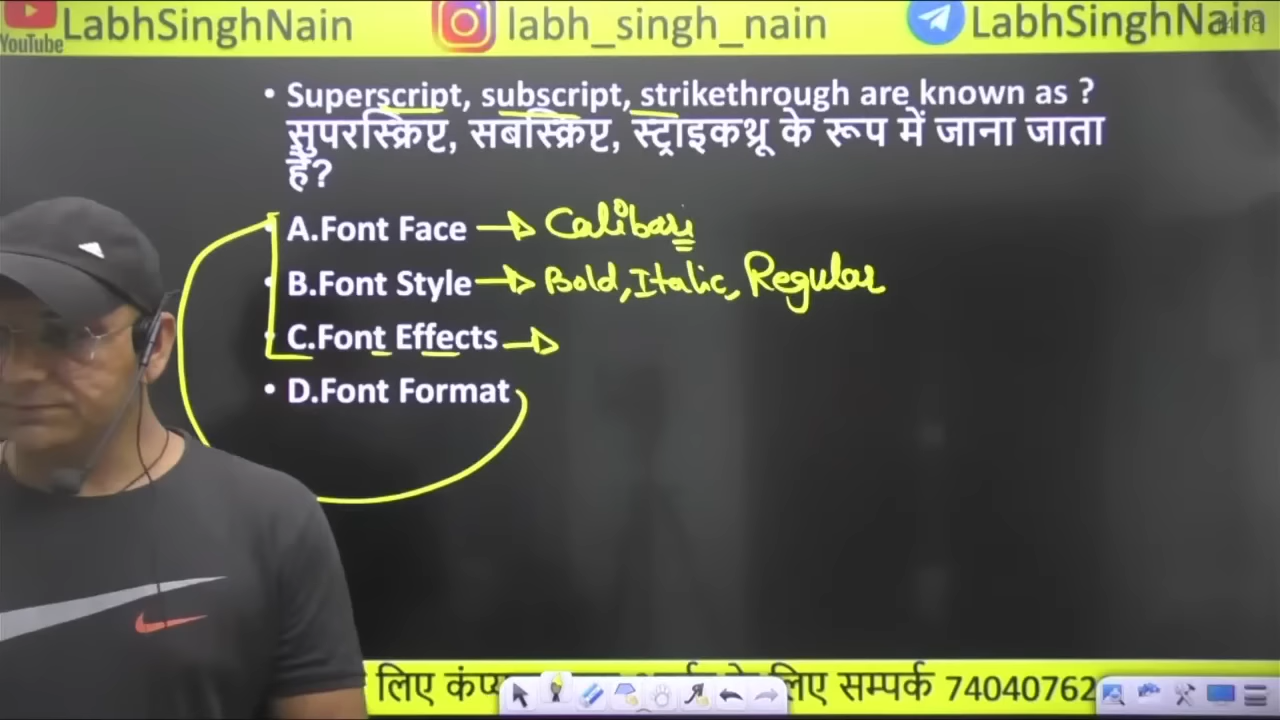 YouTube LabhSinghNain labh_singh_nain LabhSinghNain
• Superscript, subscript, strikethrough are known as ?
सुपरस्क्रिप्ट, सबस्क्रिप्ट, स्ट्राइकथ्रू के रूप में जाना जाता
है?
A.Font Face → Calibari
B.Font Style → Bold, Italic, Regular
C.Font Effects →
• D.Font Format
लिए सम्पर्क 74040762